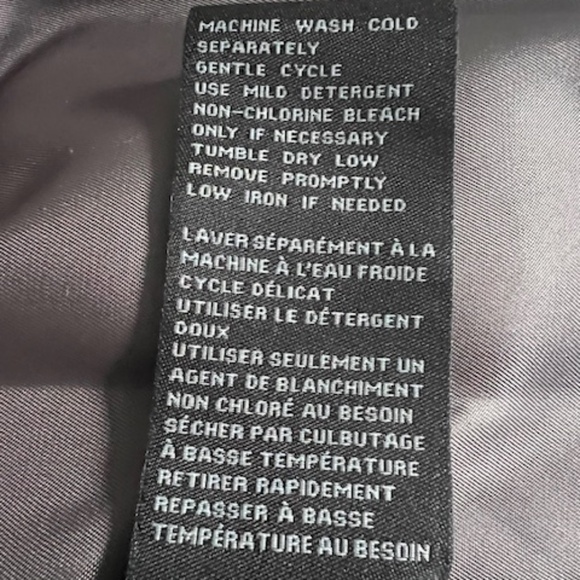 MACHINE WASH COLD
SEPARATELY
GENTLE CYCLE
USE MILD DETERGENT
NON-CHLORINE BLEACH
ONLY IF NECESSARY
TUMBLE DRY LOW
REMOVE PROMPTLY
LOW IRON IF NEEDED
LAVER SÉPARÉMENT À LA
MACHINE À L'EAU FROIDE
CYCLE DÉLICAT
UTILISER LE DÉTERGENT
DOUX
UTILISER SEULEMENT UN
AGENT DE BLANCHIMENT
NON CHLORÉ AU BESOIN
SÉCHER PAR CULBUTAGE
À BASSE TEMPÉRATURE
RETIRER RAPIDEMENT
REPASSER À BASSE
TEMPÉRATURE AU BESOIN